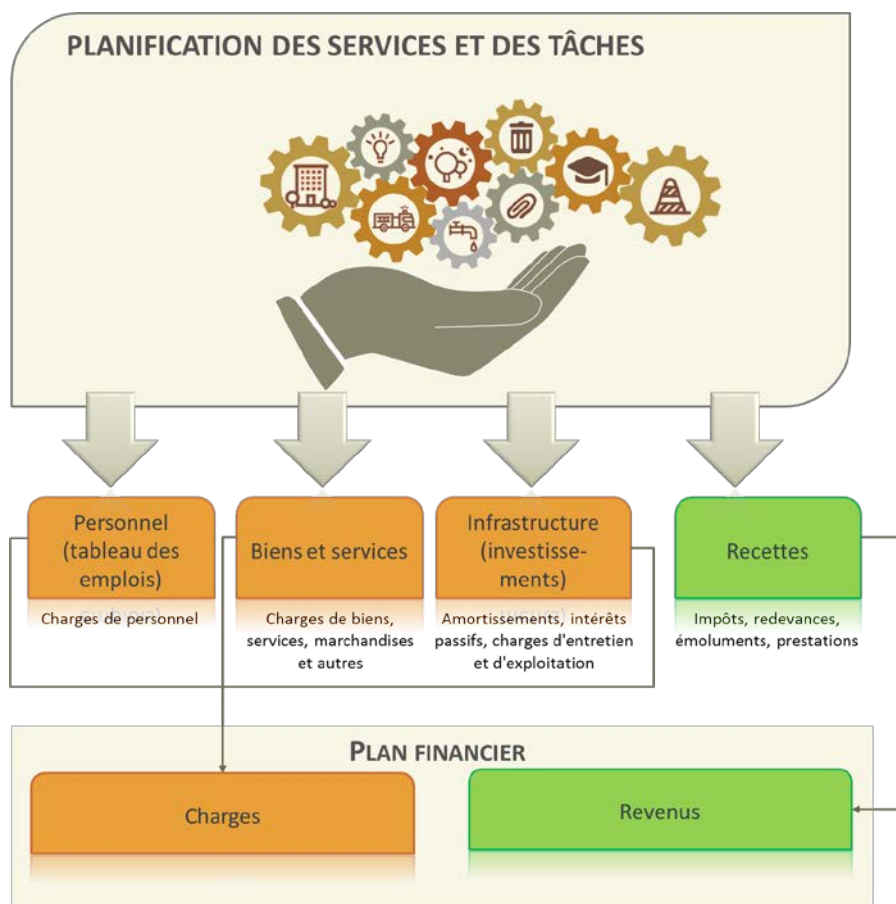 PLANIFICATION DES SERVICES ET DES TÂCHES
Personnel
(tableau des
emplois)
Charges de personnel
Biens et services
Charges de biens,
services, marchandises
et autres
Infrastructure
(investisse-
ments)
Amortissements, intérêts
passifs, charges d'entretien
et d'exploitation
Recettes
Impôts, redevances,
émoluments, prestations
PLAN FINANCIER
Charges
Revenus